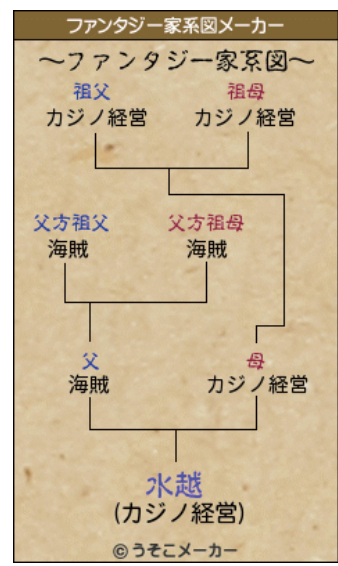 ファンタジー家系図メーカー
～ファンタジー家系図～
祖父 祖母
カジノ経営 カジノ経営
父方祖父 父方祖母
海賊 海賊
父 母
海賊 カジノ経営
水越
(カジノ経営)
©うそこメーカー